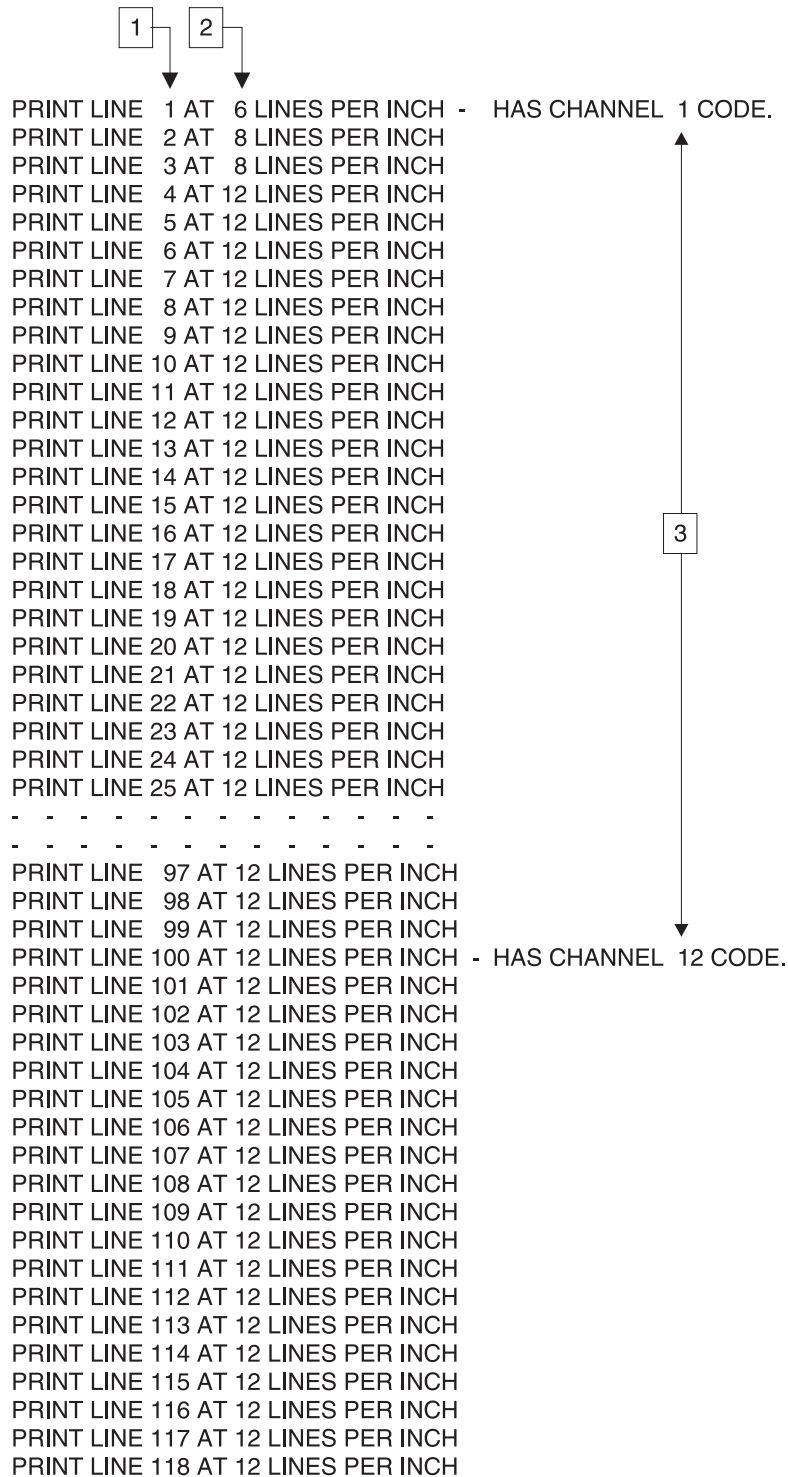 1 2
PRINT LINE 1 AT 6 LINES PER INCH - HAS CHANNEL 1 CODE.
PRINT LINE 2 AT 8 LINES PER INCH
PRINT LINE 3 AT 8 LINES PER INCH
PRINT LINE 4 AT 12 LINES PER INCH
PRINT LINE 5 AT 12 LINES PER INCH
PRINT LINE 6 AT 12 LINES PER INCH
PRINT LINE 7 AT 12 LINES PER INCH
PRINT LINE 8 AT 12 LINES PER INCH
PRINT LINE 9 AT 12 LINES PER INCH
PRINT LINE 10 AT 12 LINES PER INCH
PRINT LINE 11 AT 12 LINES PER INCH
PRINT LINE 12 AT 12 LINES PER INCH
PRINT LINE 13 AT 12 LINES PER INCH
PRINT LINE 14 AT 12 LINES PER INCH
PRINT LINE 15 AT 12 LINES PER INCH
PRINT LINE 16 AT 12 LINES PER INCH 3
PRINT LINE 17 AT 12 LINES PER INCH
PRINT LINE 18 AT 12 LINES PER INCH
PRINT LINE 19 AT 12 LINES PER INCH
PRINT LINE 20 AT 12 LINES PER INCH
PRINT LINE 21 AT 12 LINES PER INCH
PRINT LINE 22 AT 12 LINES PER INCH
PRINT LINE 23 AT 12 LINES PER INCH
PRINT LINE 24 AT 12 LINES PER INCH
PRINT LINE 25 AT 12 LINES PER INCH
- - - - - - - - - - - - -
- - - - - - - - - - - - -
PRINT LINE 97 AT 12 LINES PER INCH
PRINT LINE 98 AT 12 LINES PER INCH
PRINT LINE 99 AT 12 LINES PER INCH
PRINT LINE 100 AT 12 LINES PER INCH - HAS CHANNEL 12 CODE.
PRINT LINE 101 AT 12 LINES PER INCH
PRINT LINE 102 AT 12 LINES PER INCH
PRINT LINE 103 AT 12 LINES PER INCH
PRINT LINE 104 AT 12 LINES PER INCH
PRINT LINE 105 AT 12 LINES PER INCH
PRINT LINE 106 AT 12 LINES PER INCH
PRINT LINE 107 AT 12 LINES PER INCH
PRINT LINE 108 AT 12 LINES PER INCH
PRINT LINE 109 AT 12 LINES PER INCH
PRINT LINE 110 AT 12 LINES PER INCH
PRINT LINE 111 AT 12 LINES PER INCH
PRINT LINE 112 AT 12 LINES PER INCH
PRINT LINE 113 AT 12 LINES PER INCH
PRINT LINE 114 AT 12 LINES PER INCH
PRINT LINE 115 AT 12 LINES PER INCH
PRINT LINE 116 AT 12 LINES PER INCH
PRINT LINE 117 AT 12 LINES PER INCH
PRINT LINE 118 AT 12 LINES PER INCH